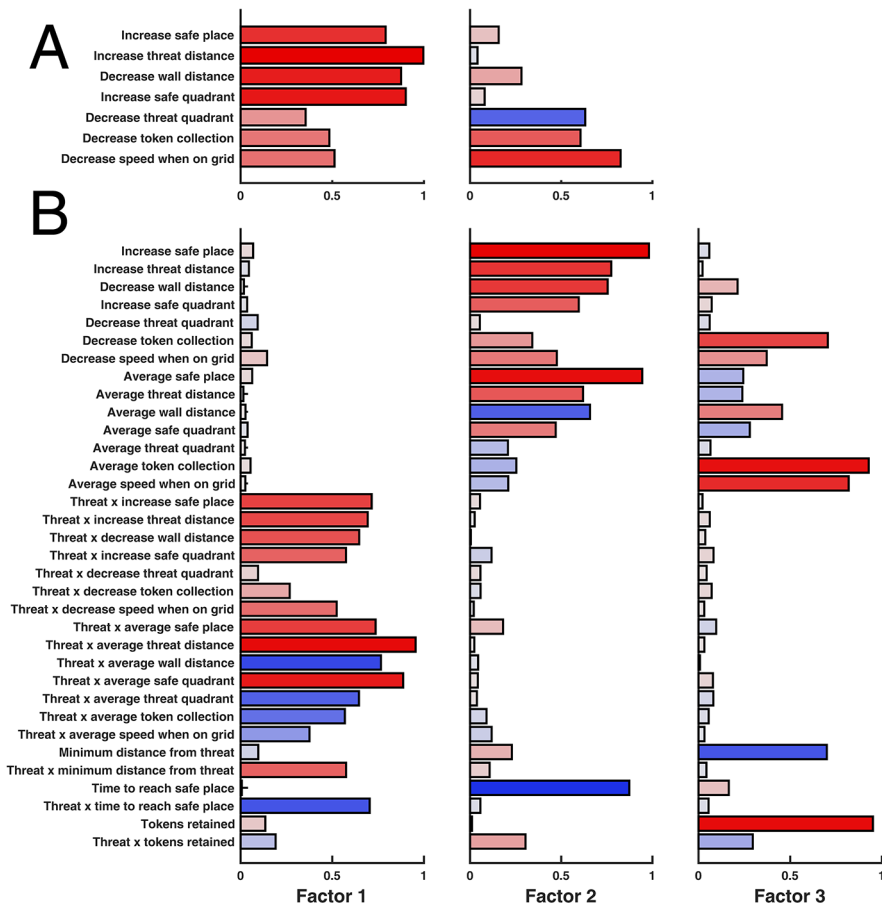 A
Increase safe place
Increase threat distance
Decrease wall distance
Increase safe quadrant
Decrease threat quadrant
Decrease token collection
Decrease speed when on grid
0 0.5 1 0 0.5 1
B
Increase safe place
Increase threat distance
Decrease wall distance
Increase safe quadrant
Decrease threat quadrant
Decrease token collection
Decrease speed when on grid
Average safe place
Average threat distance
Average wall distance
Average safe quadrant
Average threat quadrant
Average token collection
Average speed when on grid
Threat x increase safe place
Threat x increase threat distance
Threat x decrease wall distance
Threat x increase safe quadrant
Threat x decrease threat quadrant
Threat x decrease token collection
Threat x decrease speed when on grid
Threat x average safe place
Threat x average threat distance
Threat x average wall distance
Threat x average safe quadrant
Threat x average threat quadrant
Threat x average token collection
Threat x average speed when on grid
Minimum distance from threat
Threat x minimum distance from threat
Time to reach safe place
Threat x time to reach safe place
Tokens retained
Threat x tokens retained
0 0.5 1 0 0.5 1 0 0.5 1
Factor 1 Factor 2 Factor 3